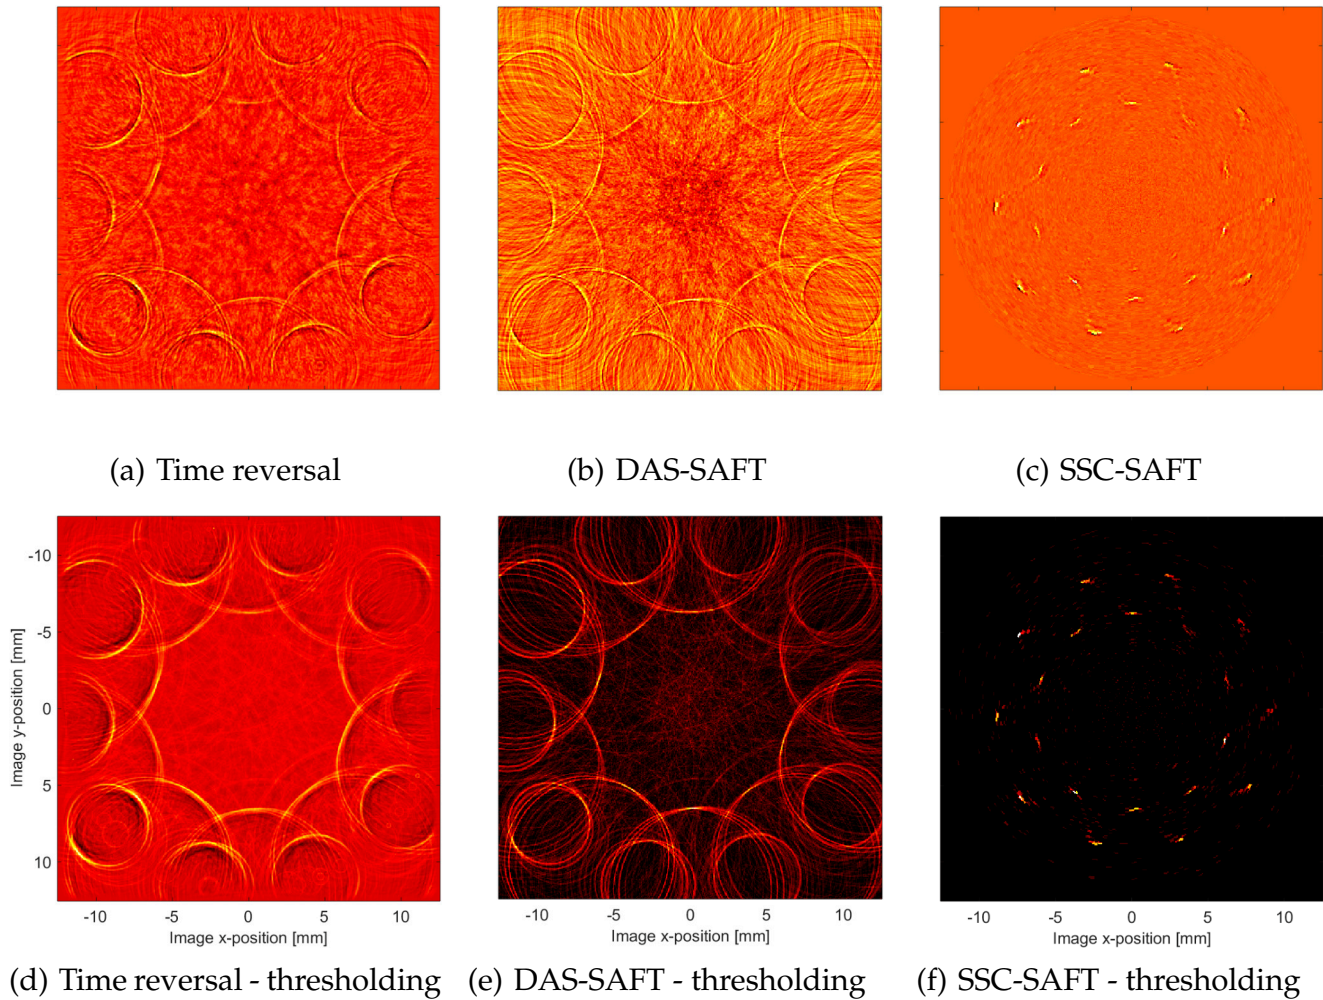 (a) Time reversal
(b) DAS-SAFT
(c) SSC-SAFT
-10
-5
0
5
10
Image y-position [mm]
-10 -5 0 5 10
Image x-position [mm]
-10 -5 0 5 10
Image x-position [mm]
-10 -5 0 5 10
Image x-position [mm]
(d) Time reversal - thresholding
(e) DAS-SAFT - thresholding
(f) SSC-SAFT - thresholding